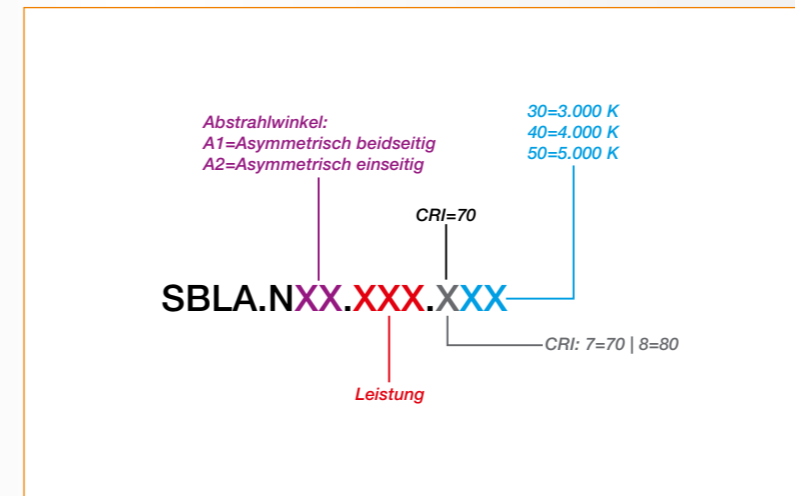 Abstrahlwinkel:
A1=Asymmetrisch beidseitig
A2=Asymmetrisch einseitig
30=3.000 K
40=4.000 K
50=5.000 K
CRI=70
SBLA.NXX.XXX.XXX
CRI: 7=70 | 8=80
Leistung